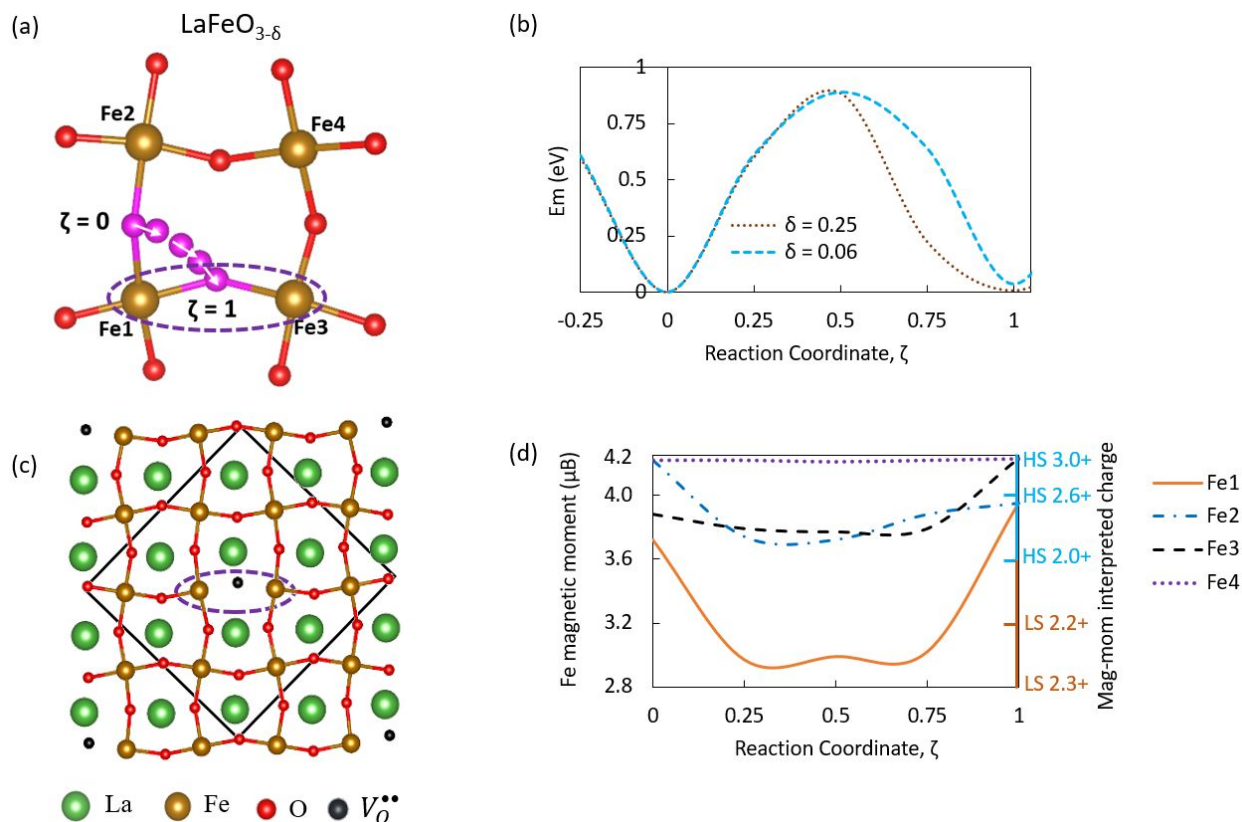 (a)
LaFeO3-δ
Fe2
Fe4
ζ = 0
Fe1
ζ = 1
Fe3
(b)
1
0.75
0.5
0.25
0
Em (eV)
δ = 0.25
δ = 0.06
-0.25 0 0.25 0.5 0.75 1
Reaction Coordinate, ζ
(c)
La Fe O V_O^••
(d)
4.2
4.0
3.6
3.2
2.8
Fe magnetic moment (μB)
HS 3.0+
HS 2.6+
HS 2.0+
LS 2.2+
LS 2.3+
Mag-mom interpreted charge
0 0.25 0.5 0.75 1
Reaction Coordinate, ζ
Fe1
Fe2
Fe3
Fe4